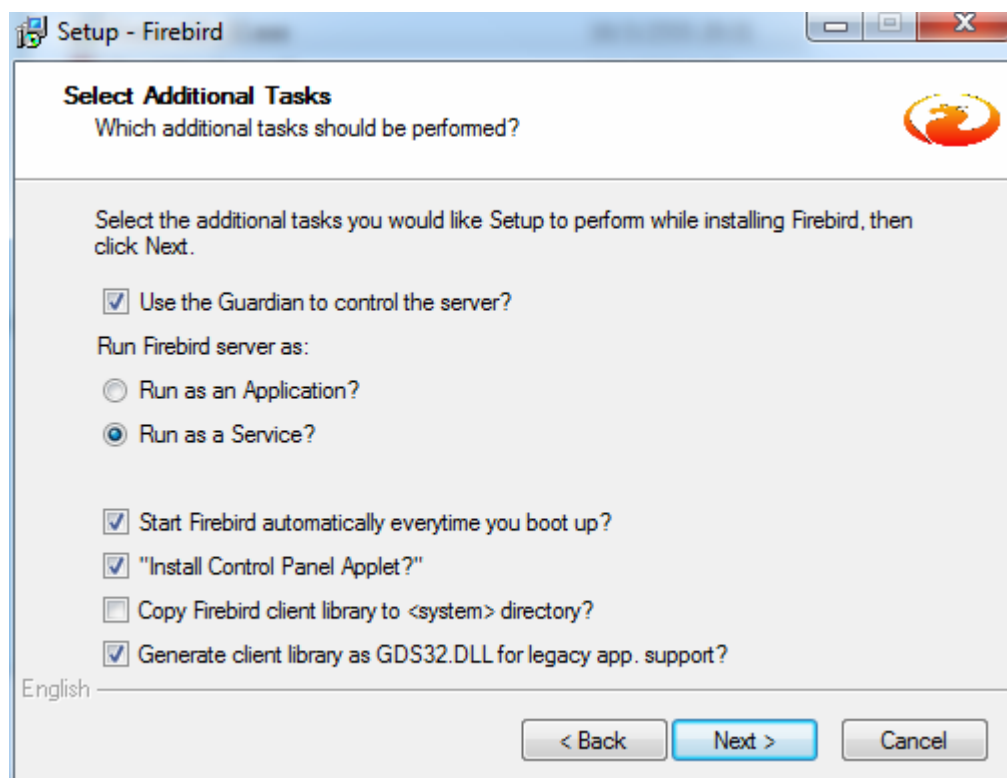 Setup - Firebird
Select Additional Tasks
Which additional tasks should be performed?
Select the additional tasks you would like Setup to perform while installing Firebird, then
click Next.
Use the Guardian to control the server?
Run Firebird server as:
Run as an Application?
Run as a Service?
Start Firebird automatically everytime you boot up?
"Install Control Panel Applet?"
Copy Firebird client library to <system> directory?
Generate client library as GDS32.DLL for legacy app. support?
English
< Back Next > Cancel